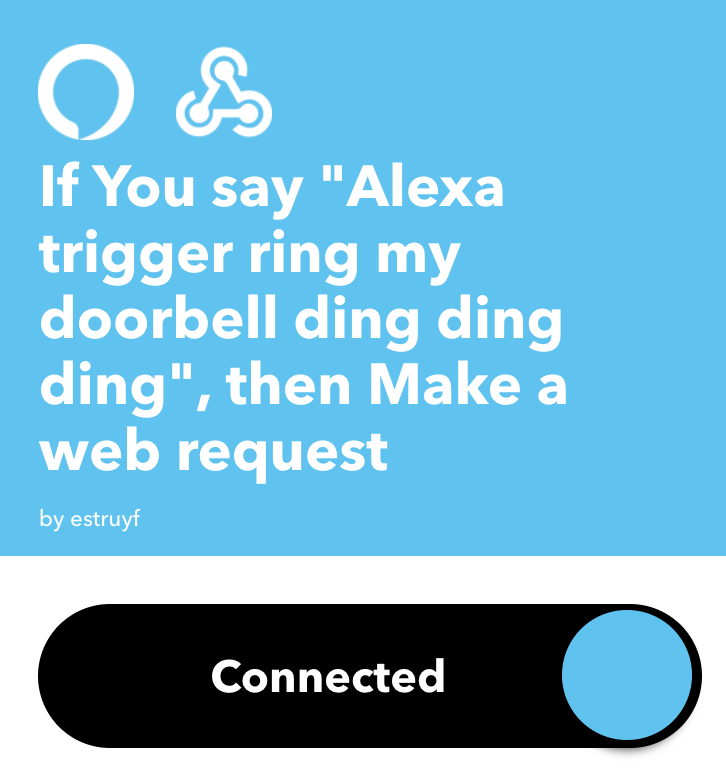 If You say "Alexa
trigger ring my
doorbell ding ding
ding", then Make a
web request
by estruyf
Connected